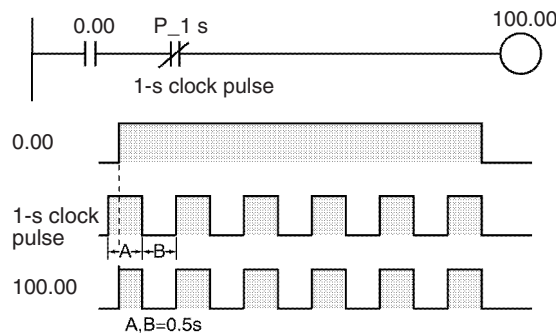 0.00 P_1 s 100.00
1-s clock pulse
0.00
1-s clock
pulse
A B
100.00
A,B=0.5s